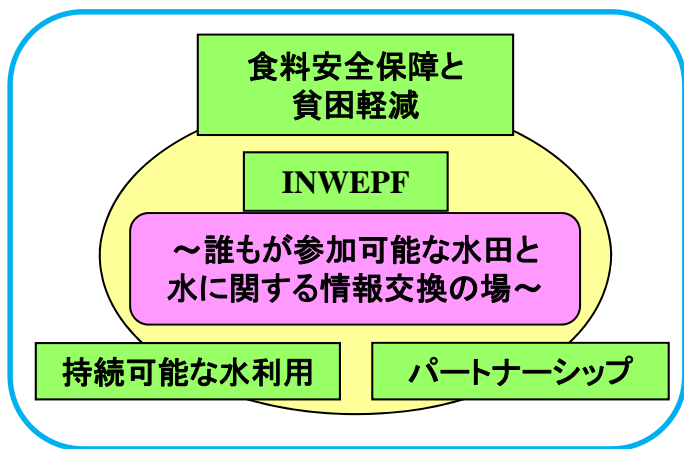 食料安全保障と
貧困軽減
INWEPF
~誰もが参加可能な水田と
水に関する情報交換の場~
持続可能な水利用
パートナーシップ